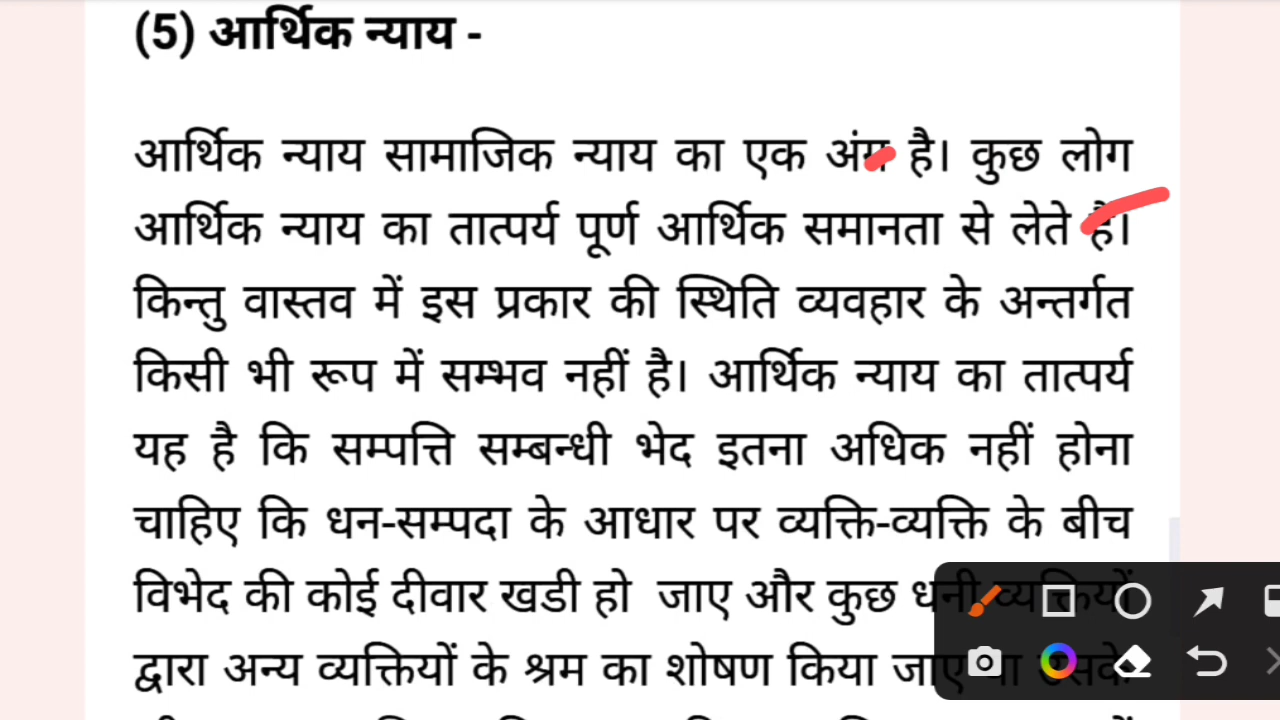 (5) आर्थिक न्याय -
आर्थिक न्याय सामाजिक न्याय का एक अंग है। कुछ लोग
आर्थिक न्याय का तात्पर्य पूर्ण आर्थिक समानता से लेते हैं।
किन्तु वास्तव में इस प्रकार की स्थिति व्यवहार के अन्तर्गत
किसी भी रूप में सम्भव नहीं है। आर्थिक न्याय का तात्पर्य
यह है कि सम्पत्ति सम्बन्धी भेद इतना अधिक नहीं होना
चाहिए कि धन-सम्पदा के आधार पर व्यक्ति-व्यक्ति के बीच
विभेद की कोई दीवार खडी हो जाए और कुछ धनी व्यक्तियों
द्वारा अन्य व्यक्तियों के श्रम का शोषण किया जाए या उसके